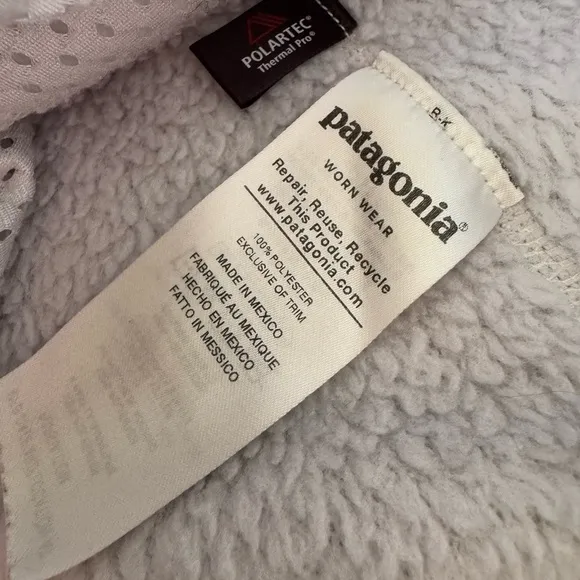 POLARTEC®
Thermal Pro®
B.K
patagonia®
WORN WEAR
Repair, Reuse, Recycle
This Product
www.patagonia.com
100% POLYESTER
EXCLUSIVE OF TRIM
MADE IN MEXICO
FABRIQUÉ AU MEXIQUE
HECHO EN MÉXICO
FATTO IN MESSICO